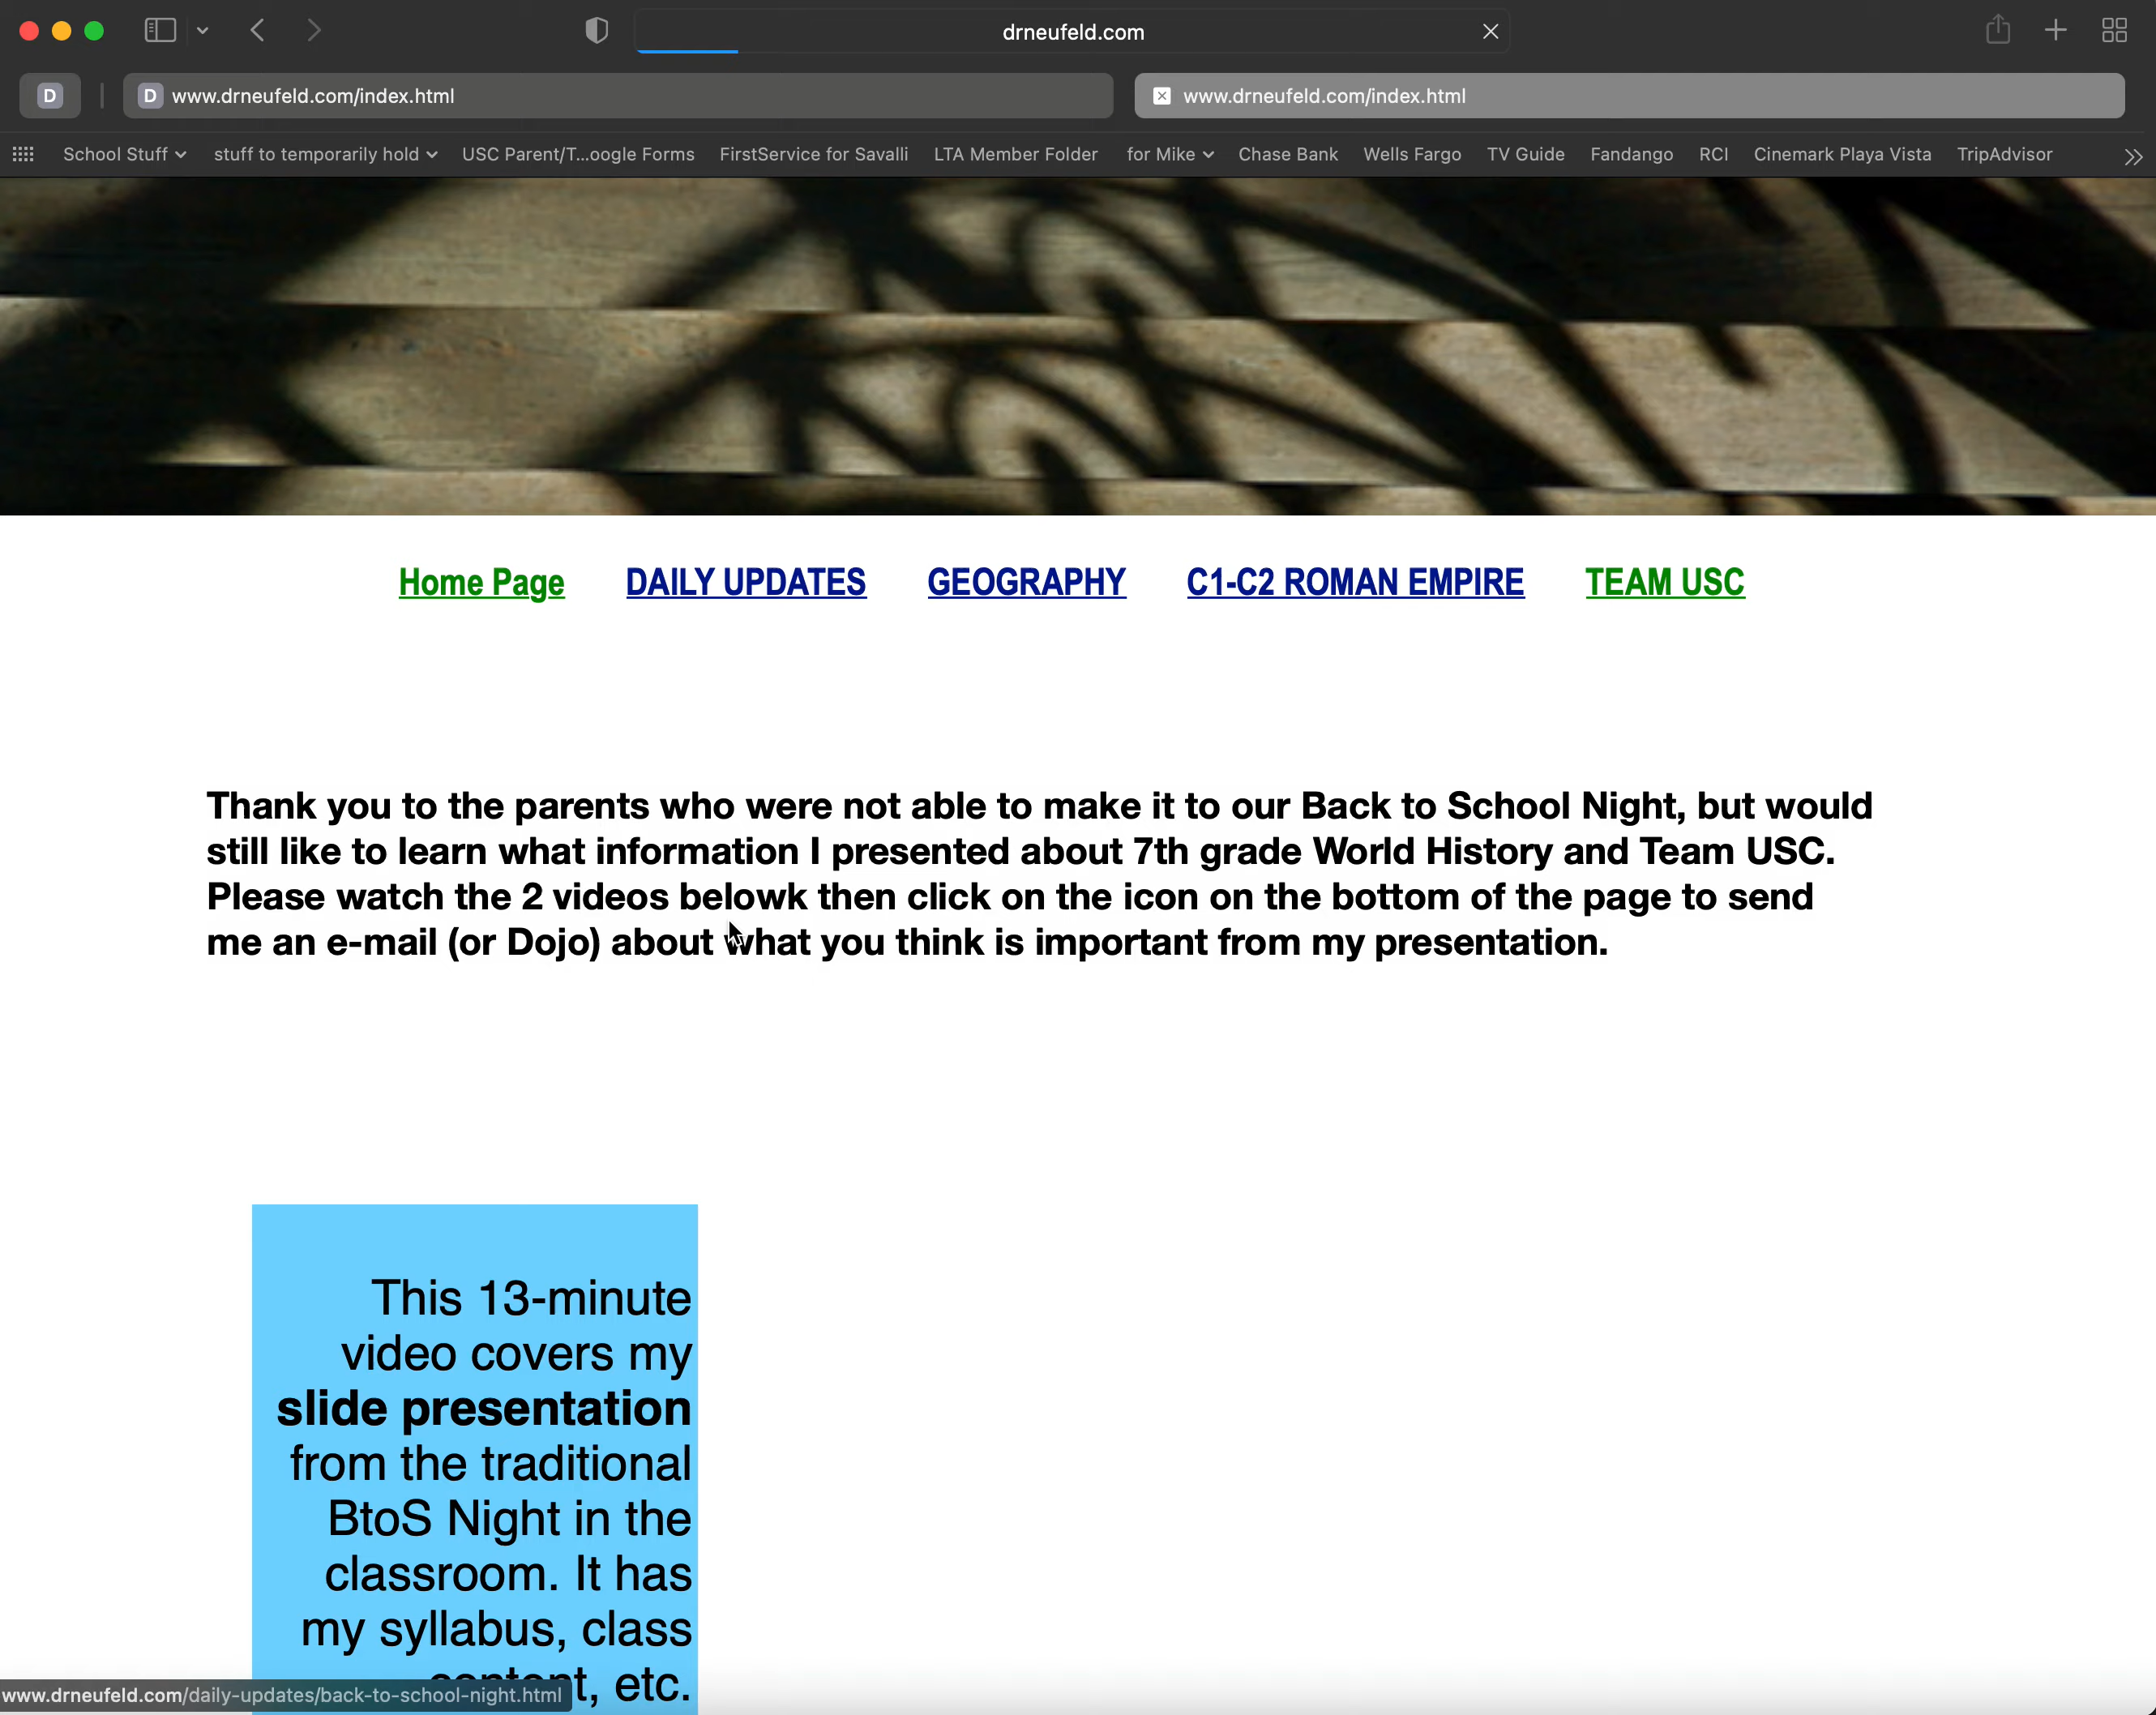 drneufeld.com
D
D www.drneufeld.com/index.html
www.drneufeld.com/index.html
School Stuff
stuff to temporarily hold
USC Parent/T...oogle Forms
FirstService for Savalli
LTA Member Folder
for Mike
Chase Bank
Wells Fargo
TV Guide
Fandango
RCI
Cinemark Playa Vista
TripAdvisor
Home Page
DAILY UPDATES
GEOGRAPHY
C1-C2 ROMAN EMPIRE
TEAM USC
Thank you to the parents who were not able to make it to our Back to School Night, but would
still like to learn what information I presented about 7th grade World History and Team USC.
Please watch the 2 videos belowk then click on the icon on the bottom of the page to send
me an e-mail (or Dojo) about what you think is important from my presentation.
This 13-minute
video covers my
slide presentation
from the traditional
BtoS Night in the
classroom. It has
my syllabus, class
content, etc.
www.drneufeld.com/daily-updates/back-to-school-night.html